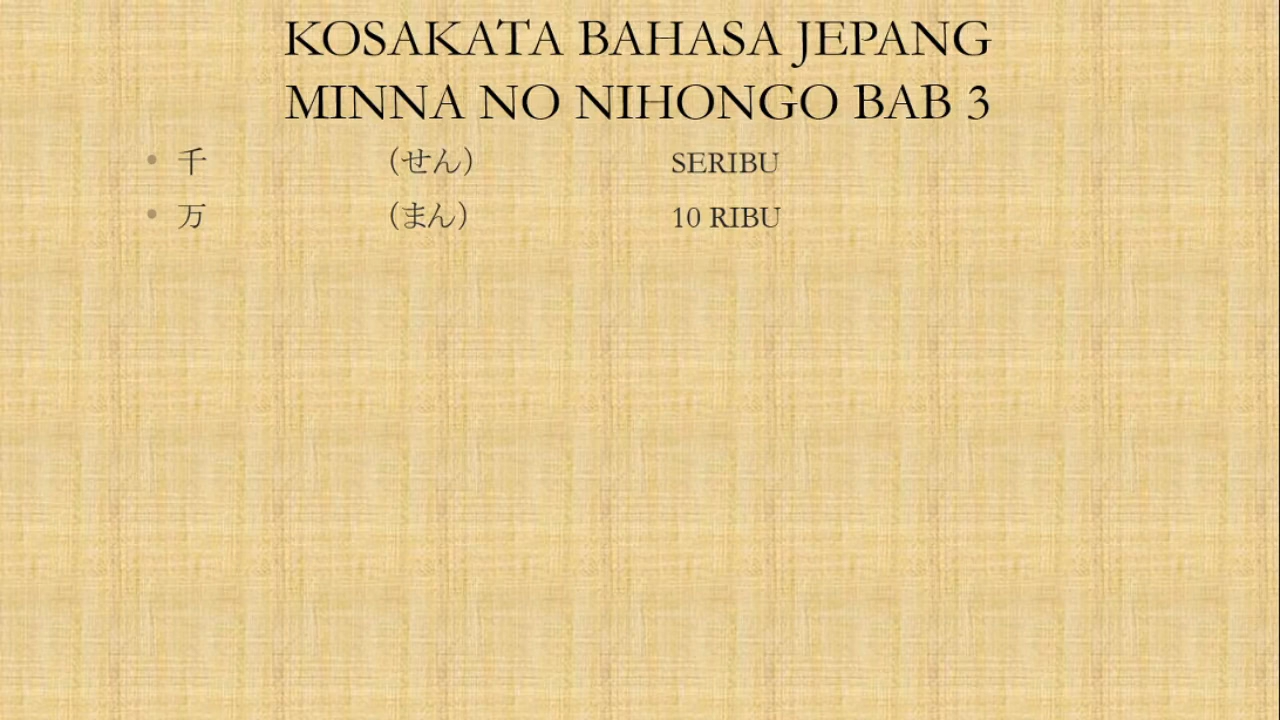 KOSAKATA BAHASA JEPANG
MINNA NO NIHONGO BAB 3
• 千 （せん） SERIBU
• 万 （まん） 10 RIBU